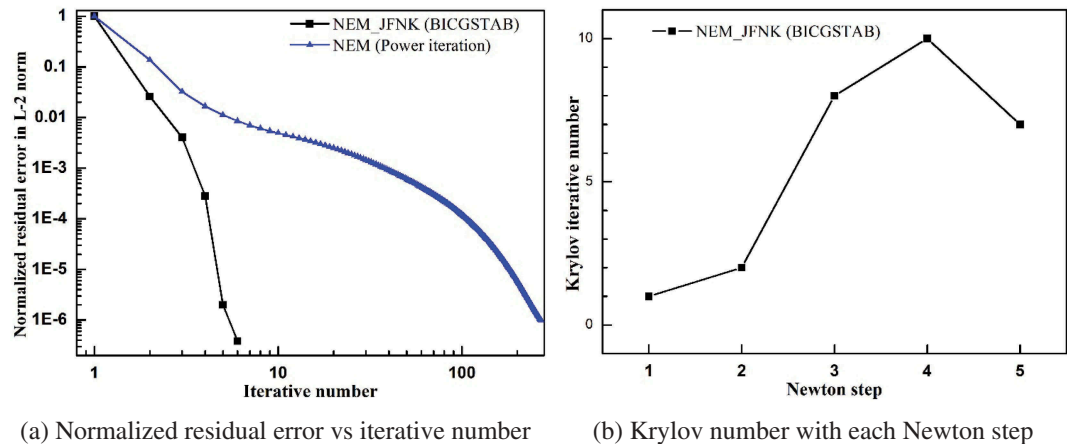 NEM_JFNK (BICGSTAB)
NEM (Power iteration)
Normalized residual error in L-2 norm
1
0.1
0.01
1E-3
1E-4
1E-5
1E-6
1
10
100
Iterative number
(a) Normalized residual error vs iterative number
NEM_JFNK (BICGSTAB)
Krylov iterative number
10
5
0
1
2
3
4
5
Newton step
(b) Krylov number with each Newton step